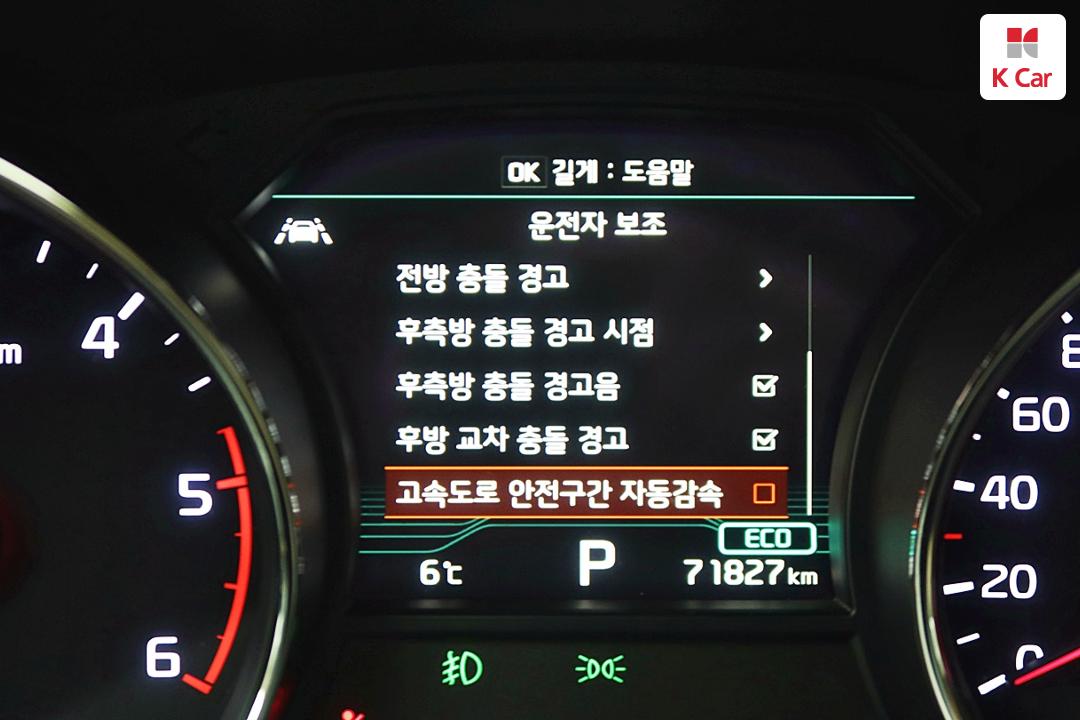 K Car
OK 길게 : 도움말
운전자 보조
전방 충돌 경고
후측방 충돌 경고 시점
후측방 충돌 경고음
후방 교차 충돌 경고
고속도로 안전구간 자동감속
ECO
6℃ P 71827km
4
5
6
60
40
20
0